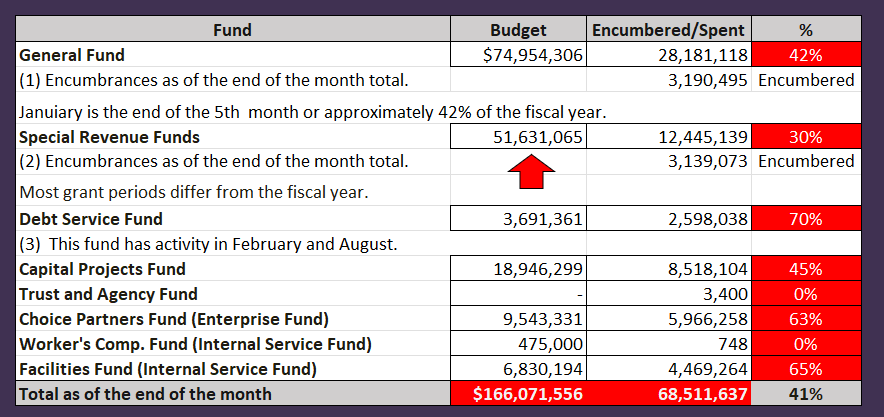 Fund Budget Encumbered/Spent %
General Fund $74,954,306 28,181,118 42%
(1) Encumbrances as of the end of the month total. 3,190,495 Encumbered
Januiary is the end of the 5th month or approximately 42% of the fiscal year.
Special Revenue Funds 51,631,065 12,445,139 30%
(2) Encumbrances as of the end of the month total. 3,139,073 Encumbered
Most grant periods differ from the fiscal year.
Debt Service Fund 3,691,361 2,598,038 70%
(3) This fund has activity in February and August.
Capital Projects Fund 18,946,299 8,518,104 45%
Trust and Agency Fund - 3,400 0%
Choice Partners Fund (Enterprise Fund) 9,543,331 5,966,258 63%
Worker's Comp. Fund (Internal Service Fund) 475,000 748 0%
Facilities Fund (Internal Service Fund) 6,830,194 4,469,264 65%
Total as of the end of the month $166,071,556 68,511,637 41%